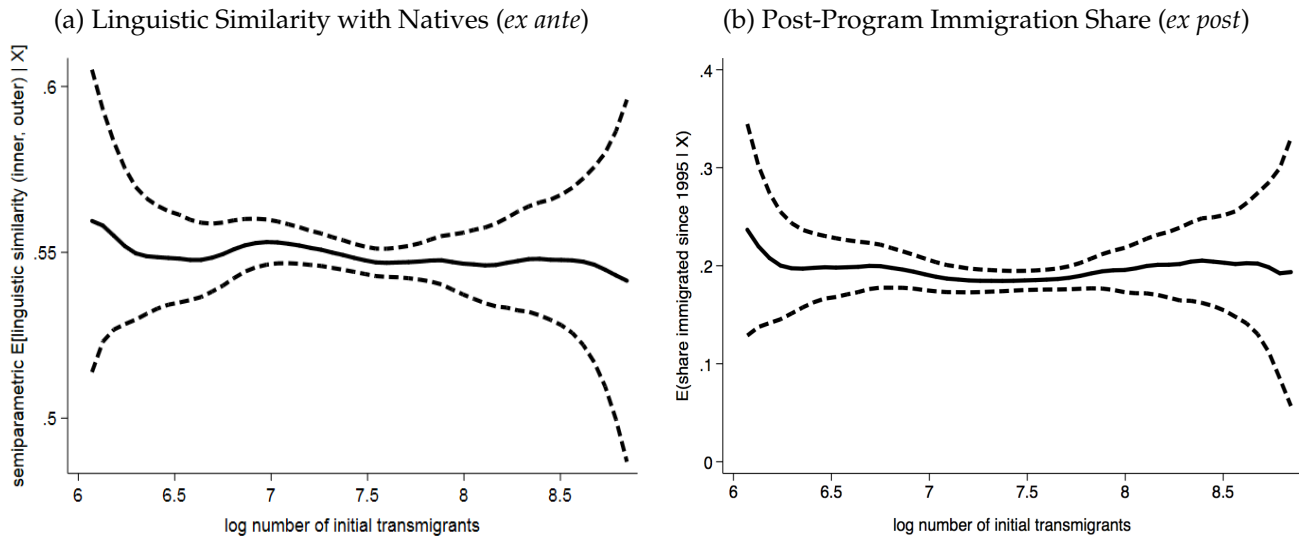 (a) Linguistic Similarity with Natives (ex ante)
semiparametric E[linguistic similarity (inner, outer) | X]
.6
.55
.5
6 6.5 7 7.5 8 8.5
log number of initial transmigrants
(b) Post-Program Immigration Share (ex post)
E(share immigrated since 1995 | X)
.4
.3
.2
.1
0
6 6.5 7 7.5 8 8.5
log number of initial transmigrants